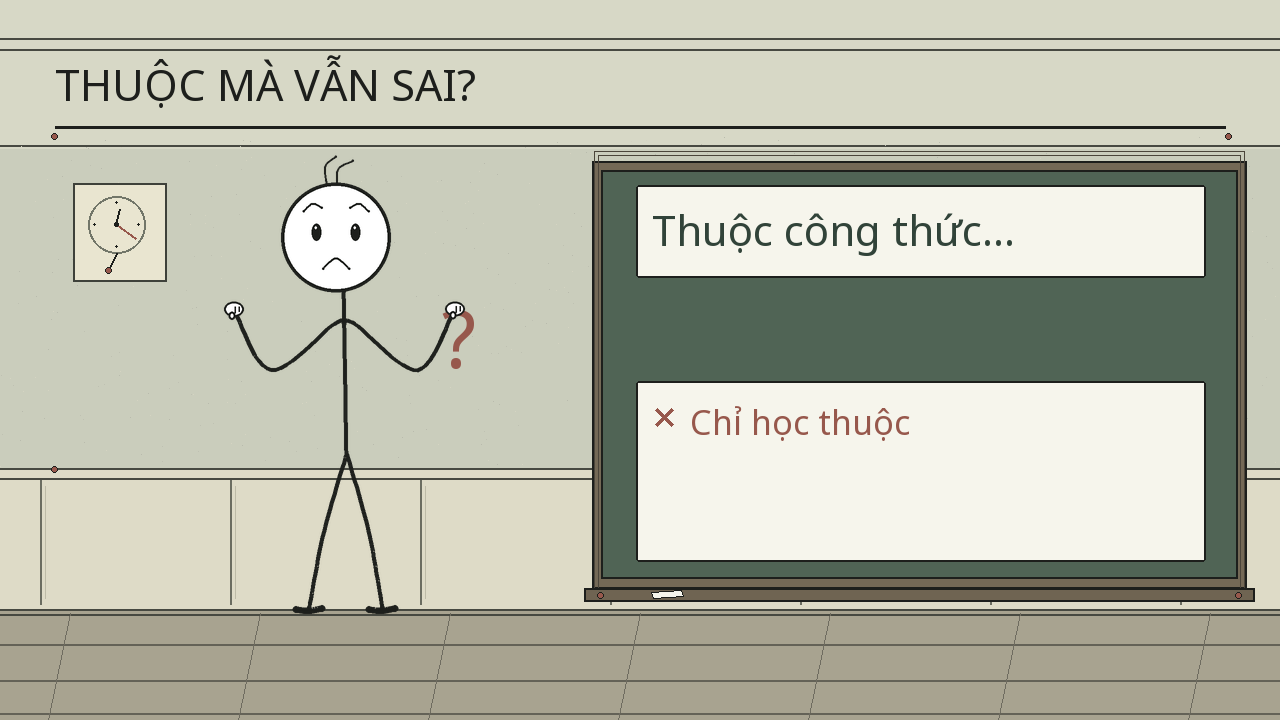 THUỘC MÀ VẪN SAI?
?
Thuộc công thức...
× Chỉ học thuộc